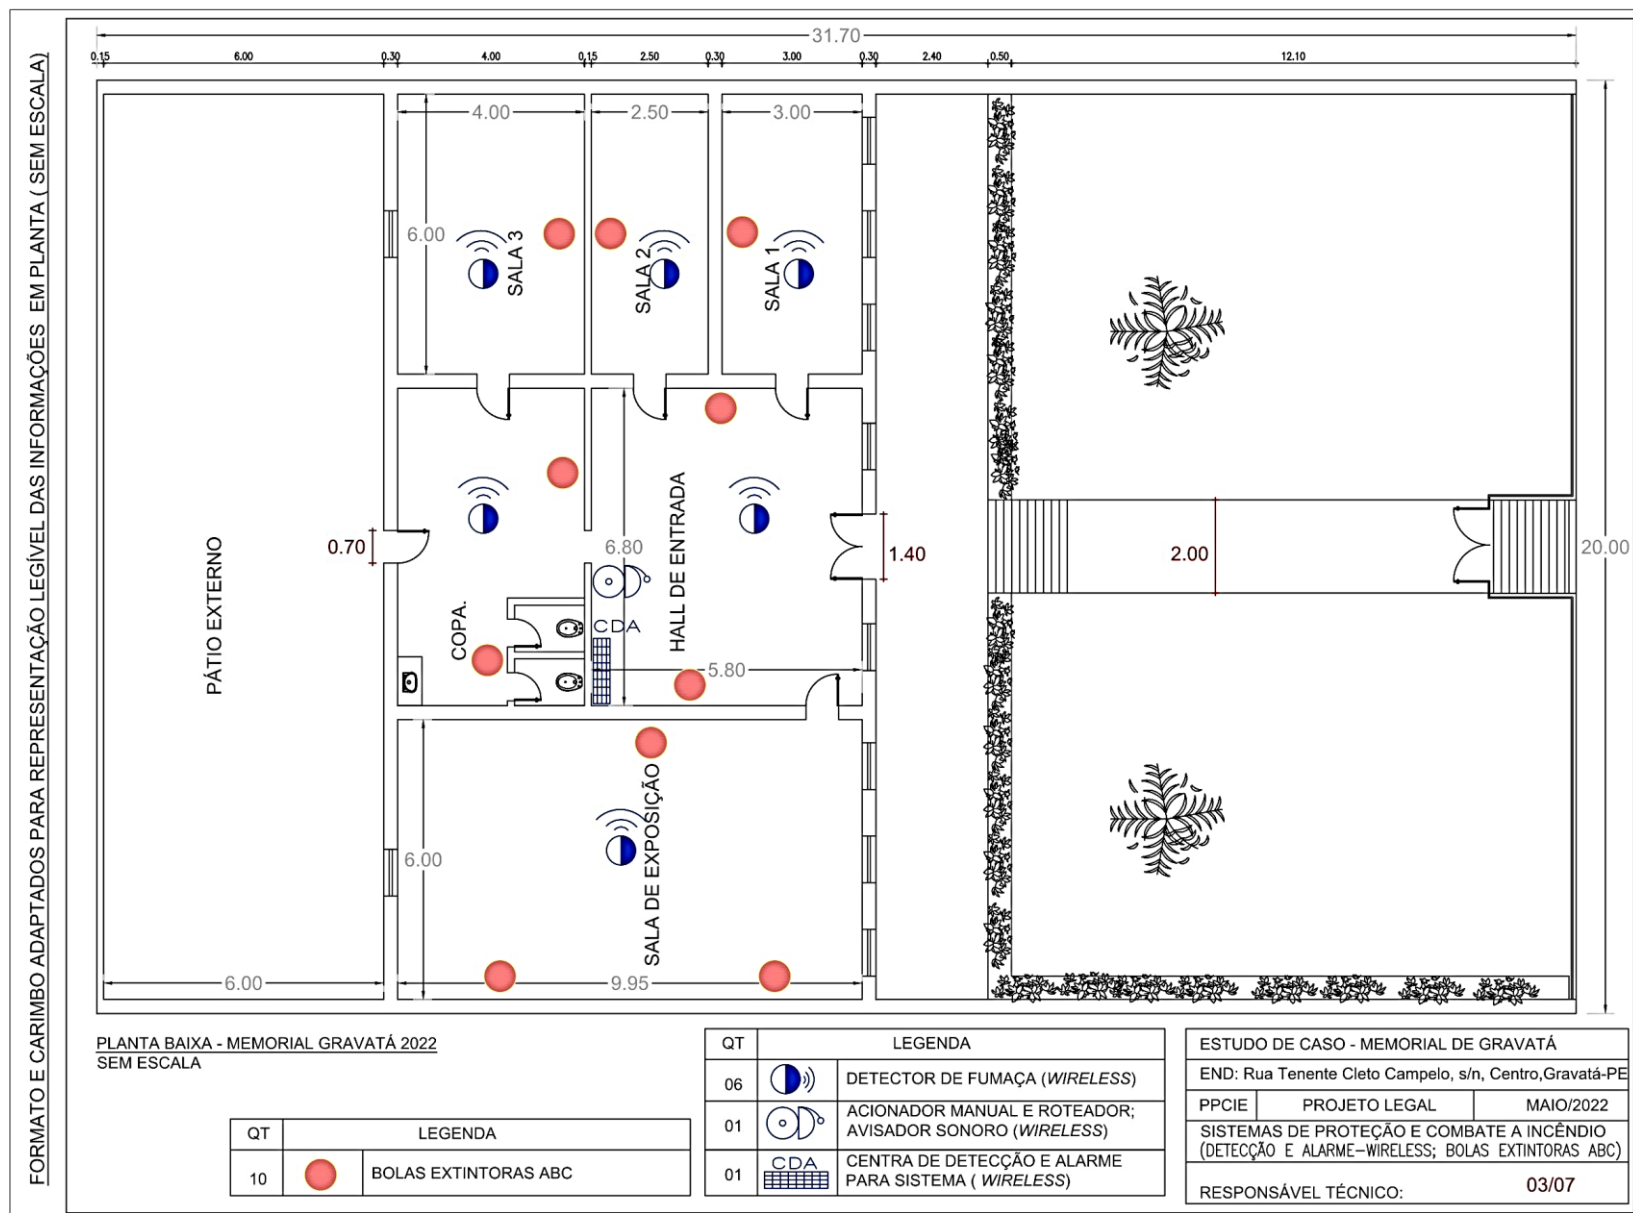 FORMATO E CARIMBO ADAPTADOS PARA REPRESENTAÇÃO LEGÍVEL DAS INFORMAÇÕES EM PLANTA ( SEM ESCALA)
31.70
0.15 6.00 0.30 4.00 0.15 2.50 0.30 3.00 0.30 2.40 0.50 12.10
4.00 2.50 3.00
6.00
SALA 3
SALA 2
SALA 1
PÁTIO EXTERNO
0.70
6.80
HALL DE ENTRADA
1.40
2.00
20.00
COPA.
CDA
5.80
SALA DE EXPOSIÇÃO
6.00
6.00
9.95
PLANTA BAIXA - MEMORIAL GRAVATÁ 2022
SEM ESCALA
QT LEGENDA
10 BOLAS EXTINTORAS ABC
QT LEGENDA
06 DETECTOR DE FUMAÇA (WIRELESS)
01 ACIONADOR MANUAL E ROTEADOR;
AVISADOR SONORO (WIRELESS)
01 CDA CENTRA DE DETECÇÃO E ALARME
PARA SISTEMA ( WIRELESS)
ESTUDO DE CASO - MEMORIAL DE GRAVATÁ
END: Rua Tenente Cleto Campelo, s/n, Centro,Gravatá-PE
PPCIE PROJETO LEGAL MAIO/2022
SISTEMAS DE PROTEÇÃO E COMBATE A INCÊNDIO
(DETECÇÃO E ALARME-WIRELESS; BOLAS EXTINTORAS ABC)
RESPONSÁVEL TÉCNICO: 03/07